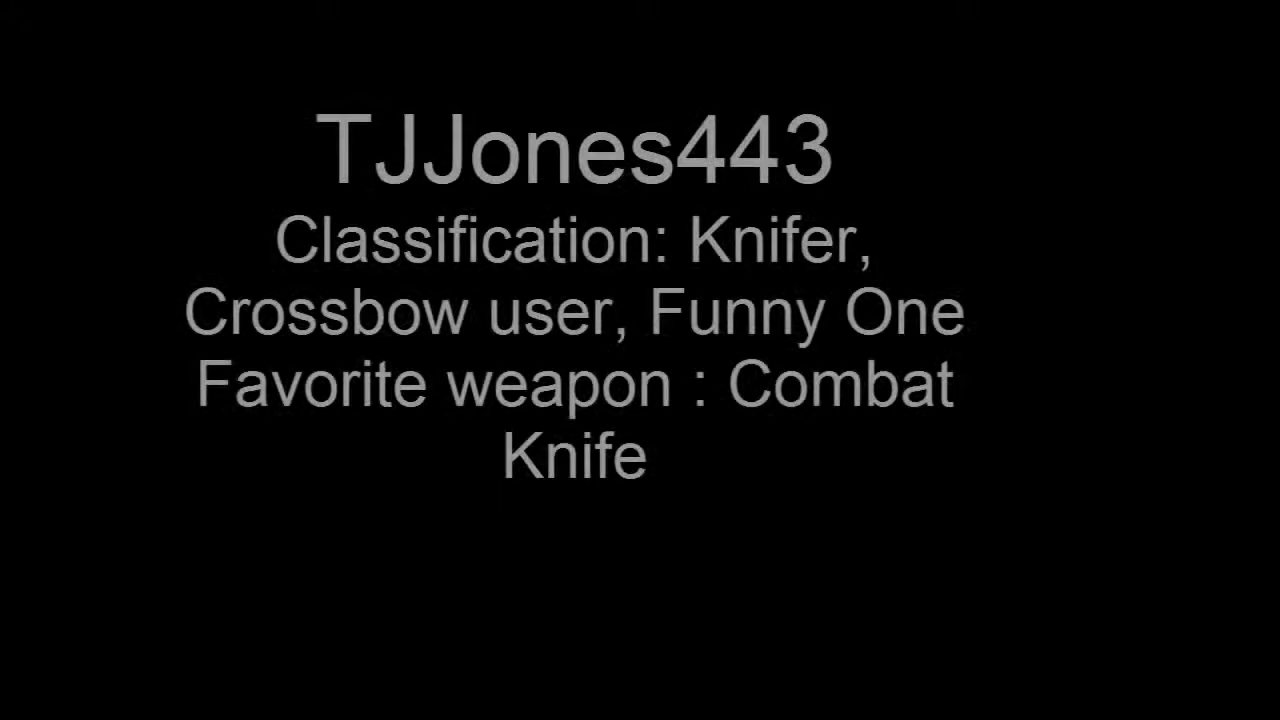 TJJones443
Classification: Knifer,
Crossbow user, Funny One
Favorite weapon : Combat
Knife